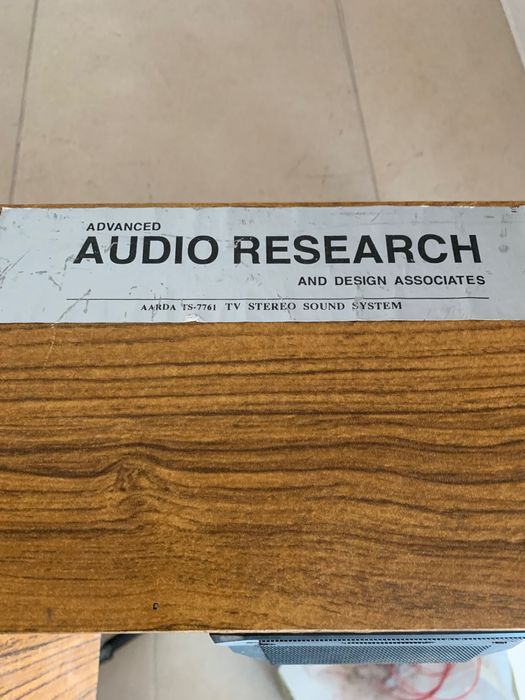 ADVANCED
AUDIO RESEARCH
AND DESIGN ASSOCIATES
AARDA TS-7761 TV STEREO SOUND SYSTEM